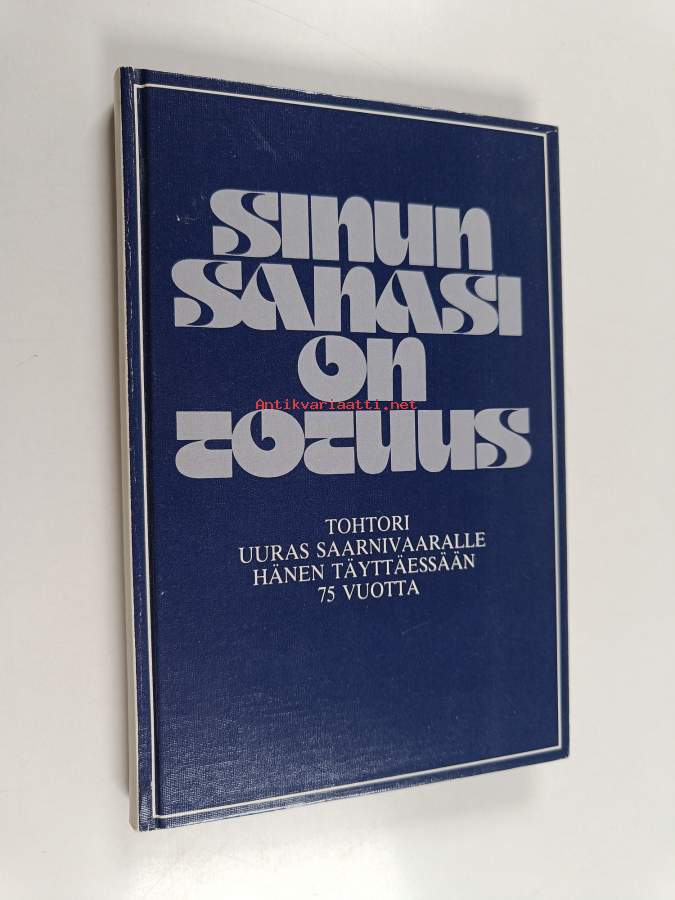 SINUN
SANASI
ON
TOTUUS
Antikvariaatti.net
TOHTORI
UURAS SAARNIVAARALLE
HÄNEN TÄYTTÄESSÄÄN
75 VUOTTA